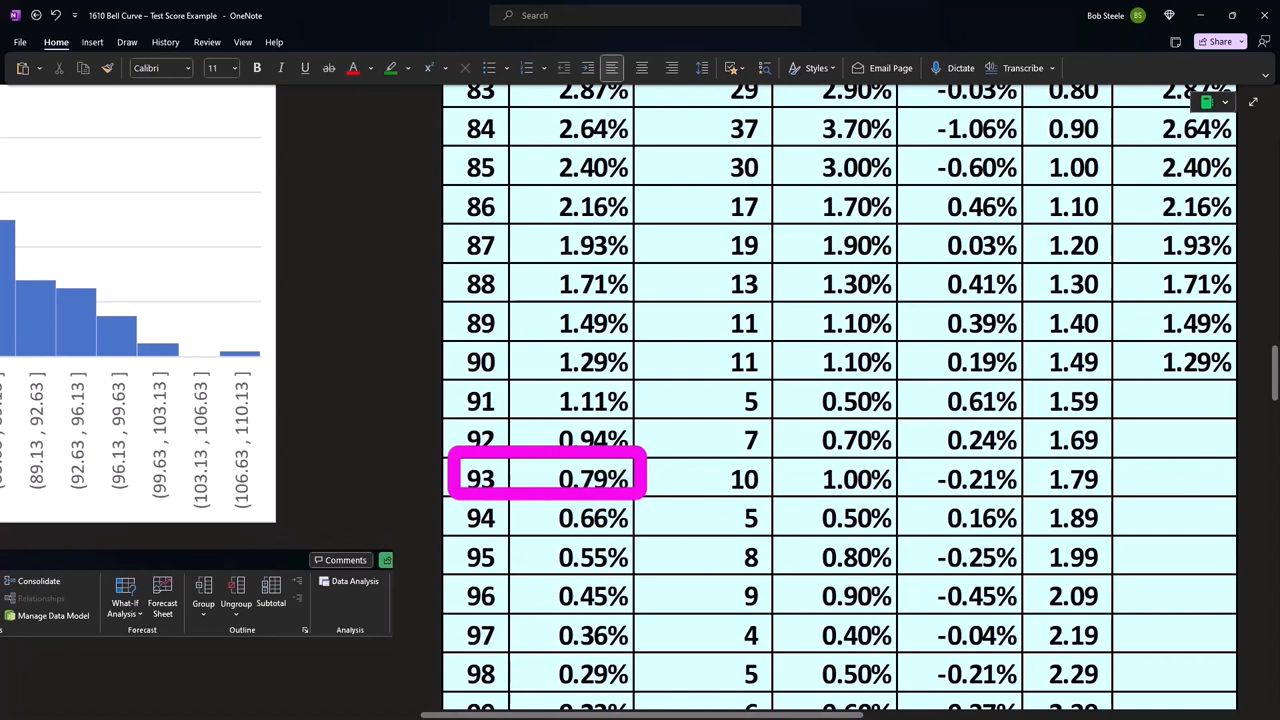 1610 Bell Curve – Test Score Example - OneNote
Search
Bob Steele
BS
File Home Insert Draw History Review View Help
Share
Calibri 11 B I U ab A x Styles Email Page Dictate Transcribe
83 2.87% 29 2.90% -0.03% 0.80 2.87%
84 2.64% 37 3.70% -1.06% 0.90 2.64%
85 2.40% 30 3.00% -0.60% 1.00 2.40%
86 2.16% 17 1.70% 0.46% 1.10 2.16%
87 1.93% 19 1.90% 0.03% 1.20 1.93%
88 1.71% 13 1.30% 0.41% 1.30 1.71%
89 1.49% 11 1.10% 0.39% 1.40 1.49%
90 1.29% 11 1.10% 0.19% 1.49 1.29%
91 1.11% 5 0.50% 0.61% 1.59
92 0.94% 7 0.70% 0.24% 1.69
93 0.79% 10 1.00% -0.21% 1.79
94 0.66% 5 0.50% 0.16% 1.89
95 0.55% 8 0.80% -0.25% 1.99
96 0.45% 9 0.90% -0.45% 2.09
97 0.36% 4 0.40% -0.04% 2.19
98 0.29% 5 0.50% -0.21% 2.29
(89.13 , 92.63 ]
(92.63 , 96.13 ]
(96.13 , 99.63 ]
(99.63 , 103.13 ]
(103.13 , 106.63 ]
(106.63 , 110.13 ]
Comments
Consolidate
Relationships
Manage Data Model
What-If Analysis
Forecast Sheet
Forecast
Group
Ungroup
Subtotal
Outline
Data Analysis
Analysis